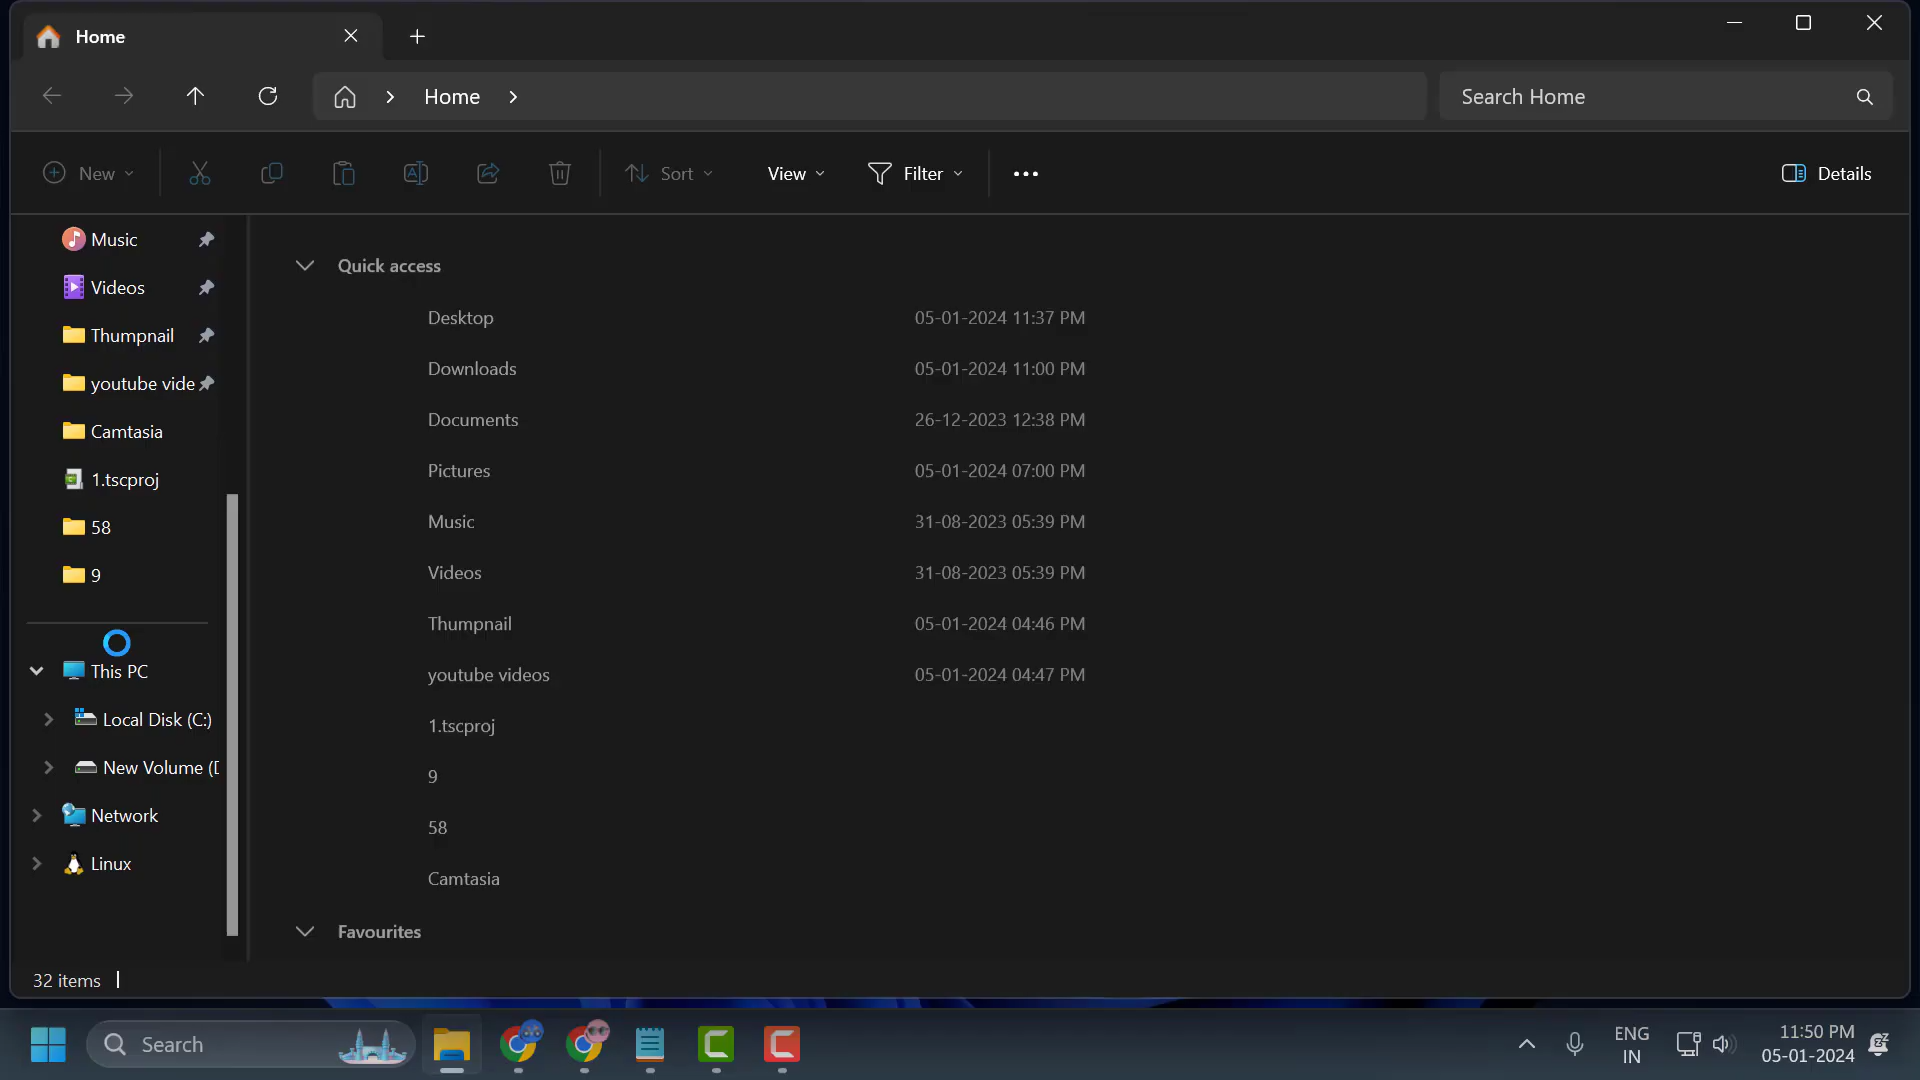 Home
Home
Search Home
New
Sort
View
Filter
Details
Music
Videos
Thumpnail
youtube vide
Camtasia
1.tscproj
58
9
This PC
Local Disk (C:)
New Volume (D
Network
Linux
Quick access
Desktop 05-01-2024 11:37 PM
Downloads 05-01-2024 11:00 PM
Documents 26-12-2023 12:38 PM
Pictures 05-01-2024 07:00 PM
Music 31-08-2023 05:39 PM
Videos 31-08-2023 05:39 PM
Thumpnail 05-01-2024 04:46 PM
youtube videos 05-01-2024 04:47 PM
1.tscproj
9
58
Camtasia
Favourites
32 items
Search
ENG
IN
11:50 PM
05-01-2024